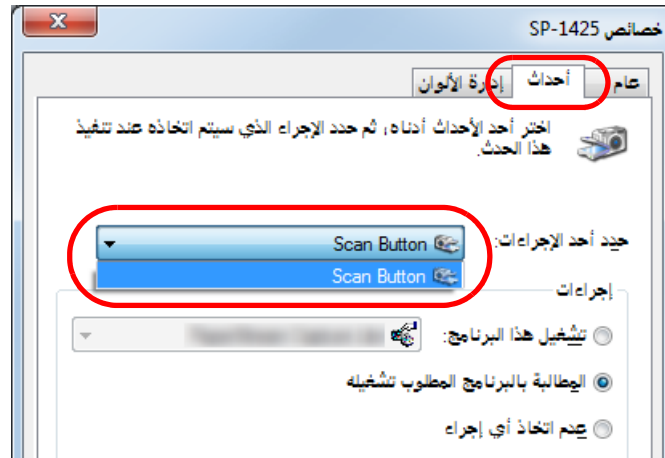 خصائص SP-1425
عام أحداث إدارة الألوان
اختر أحد الأحداث أدناه، ثم حدد الإجراء الذي سيتم اتخاذه عند تنفيذ
هذا الحدث.
حدد أحد الإجراءات: Scan Button
Scan Button
إجراءات
تشغيل هذا البرنامج:
المطالبة بالبرنامج المطلوب تشغيله
عدم اتخاذ أي إجراء